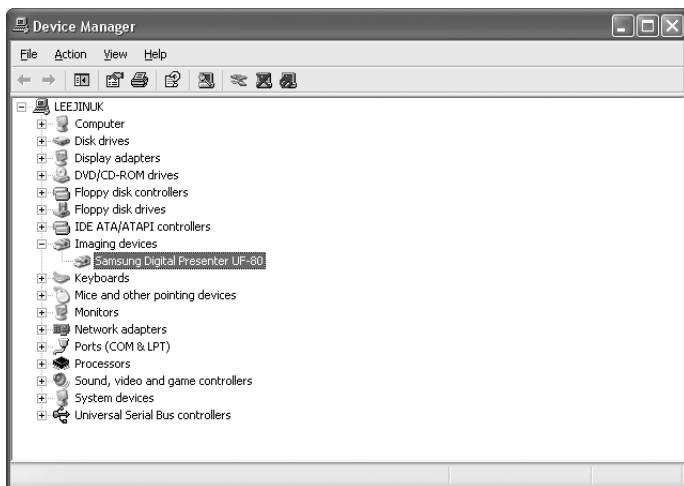 Device Manager
File Action View Help
LEEJINUK
Computer
Disk drives
Display adapters
DVD/CD-ROM drives
Floppy disk controllers
Floppy disk drives
IDE ATA/ATAPI controllers
Imaging devices
Samsung Digital Presenter UF-80
Keyboards
Mice and other pointing devices
Monitors
Network adapters
Ports (COM & LPT)
Processors
Sound, video and game controllers
System devices
Universal Serial Bus controllers